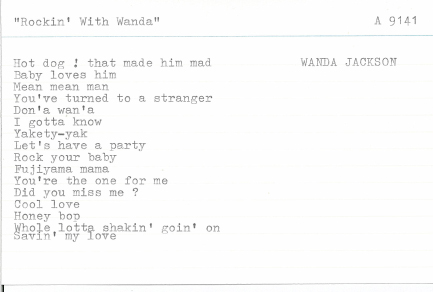 "Rockin' With Wanda" A 9141
Hot dog ! that made him mad WANDA JACKSON
Baby loves him
Mean mean man
You've turned to a stranger
Don'a wan'a
I gotta know
Yakety-yak
Let's have a party
Rock your baby
Fujiyama mama
You're the one for me
Did you miss me ?
Cool love
Honey bop
Whole lotta shakin' goin' on
Savin' my love